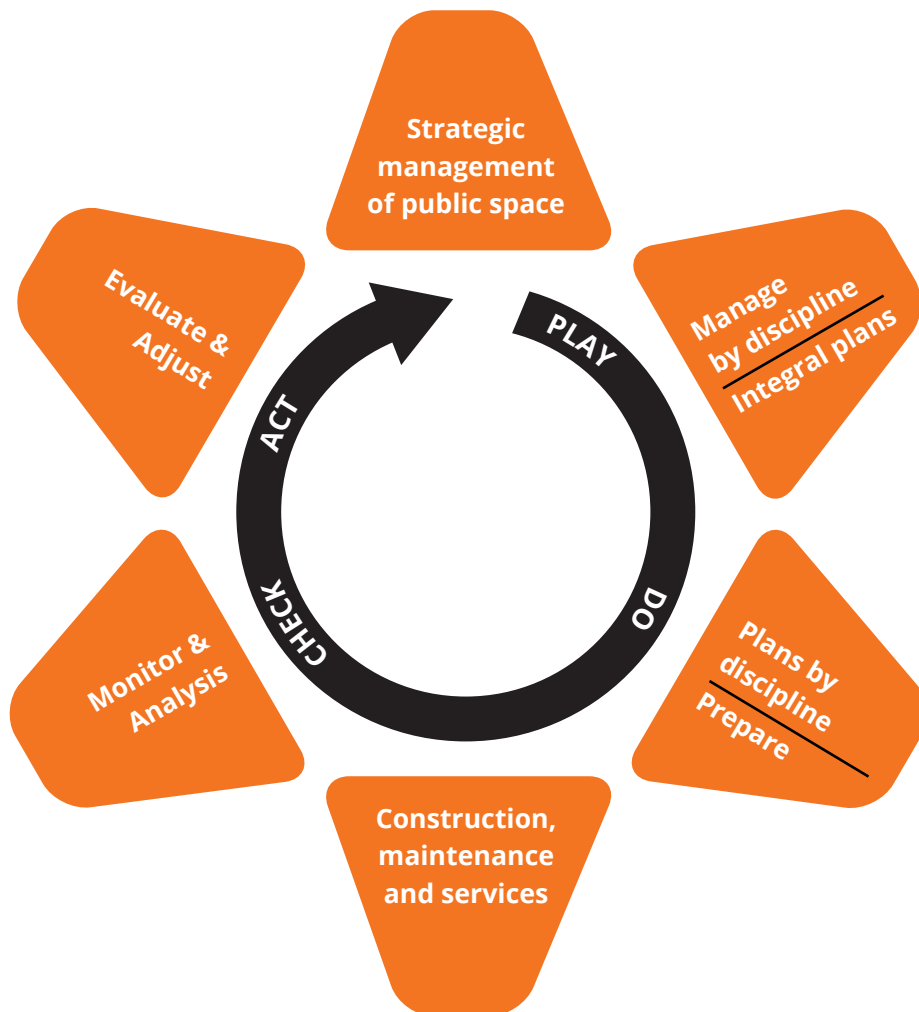 Strategic
management
of public space
Manage
by discipline
Integral plans
Plans by
discipline
Prepare
Construction,
maintenance
and services
Monitor &
Analysis
Evaluate &
Adjust
PLAY
DO
CHECK
ACT